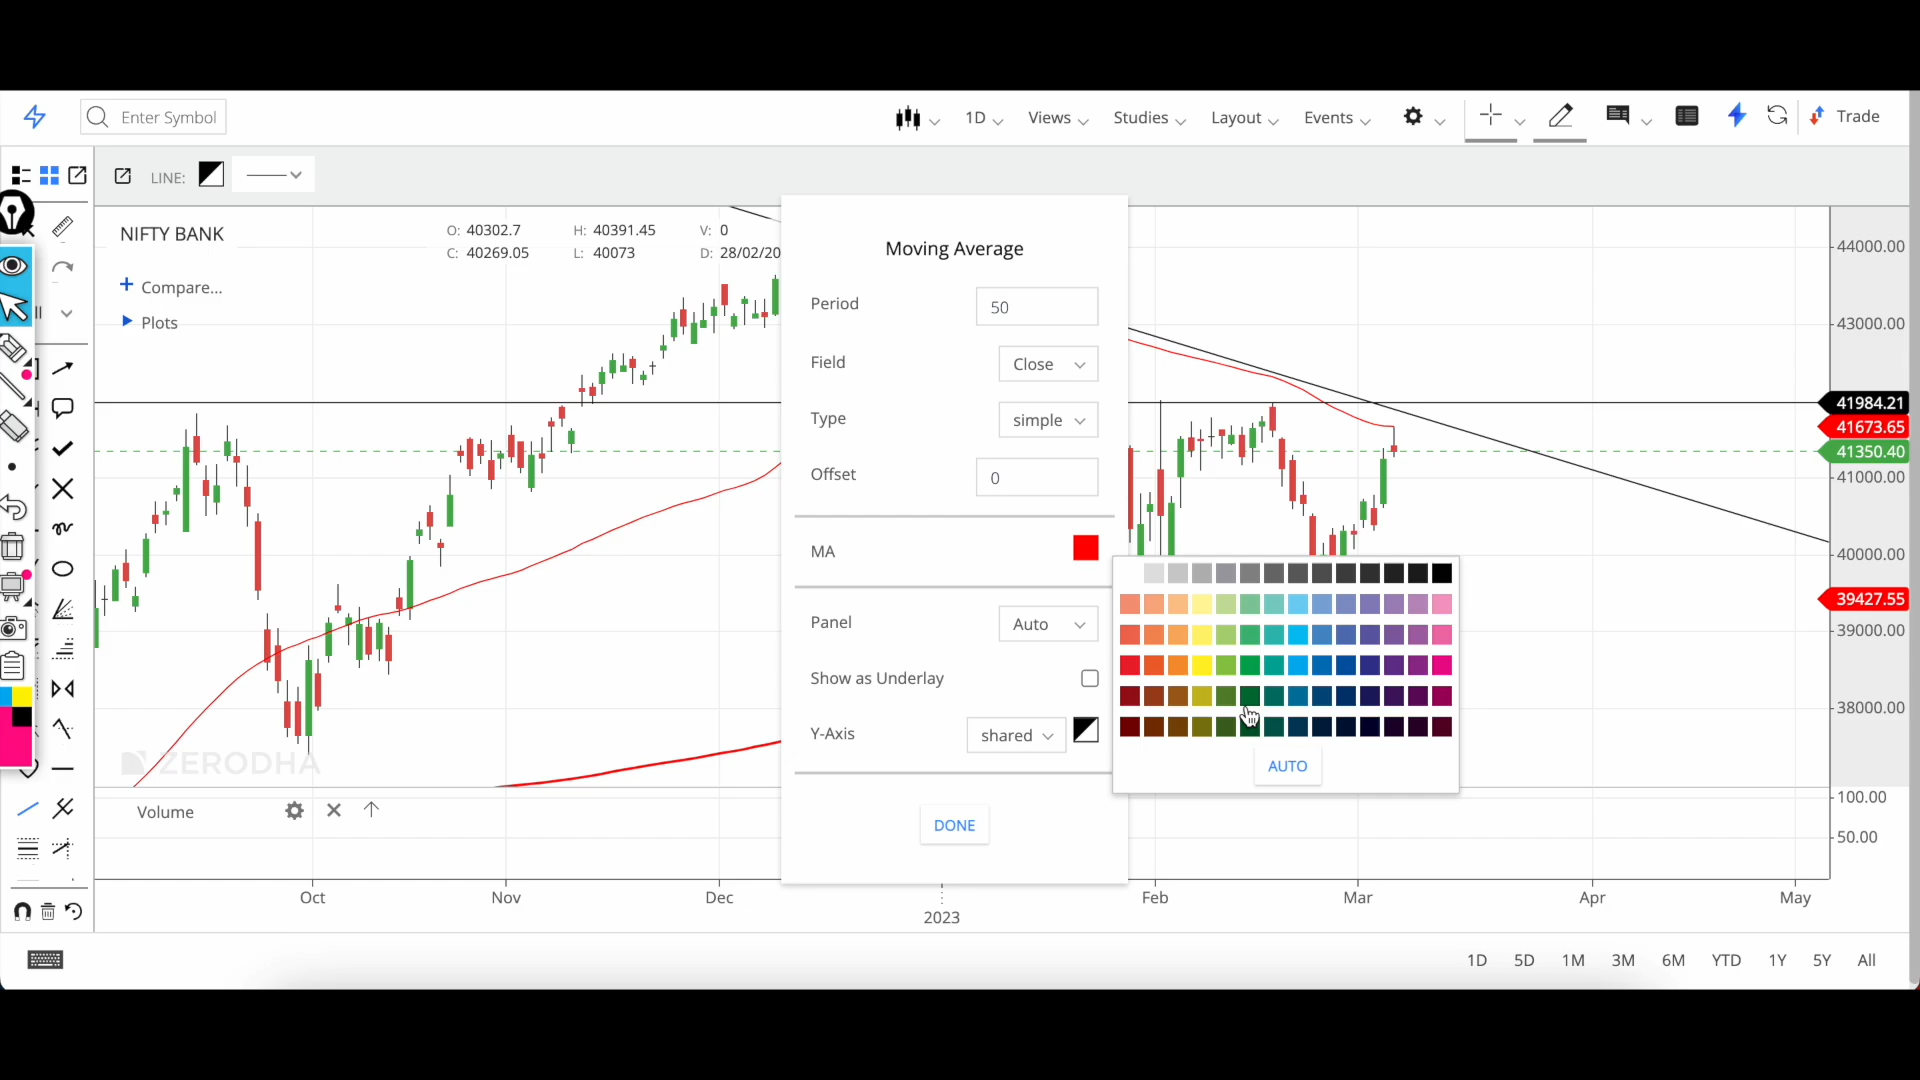 Enter Symbol
1D
Views
Studies
Layout
Events
Trade
LINE:
NIFTY BANK
O: 40302.7 H: 40391.45 V: 0
C: 40269.05 L: 40073 D: 28/02/20
Compare...
Plots
Moving Average
Period 50
Field Close
Type simple
Offset 0
MA
Panel Auto
Show as Underlay
Y-Axis shared
DONE
AUTO
44000.00
43000.00
41984.21
41673.65
41350.40
41000.00
40000.00
39427.55
39000.00
38000.00
ZERODHA
Volume
100.00
50.00
Oct Nov Dec Feb Mar Apr May
2023
1D 5D 1M 3M 6M YTD 1Y 5Y All